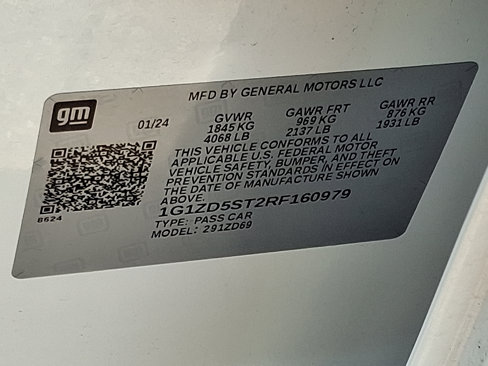 gm
MFD BY GENERAL MOTORS LLC
01/24
GVWR GAWR FRT GAWR RR
1845 KG 969 KG 876 KG
4068 LB 2137 LB 1931 LB
THIS VEHICLE CONFORMS TO ALL
APPLICABLE U.S. FEDERAL MOTOR
VEHICLE SAFETY, BUMPER, AND THEFT
PREVENTION STANDARDS IN EFFECT ON
THE DATE OF MANUFACTURE SHOWN
ABOVE.
1G1ZD5ST2RF160979
TYPE: PASS CAR
MODEL: 291ZD69
8624